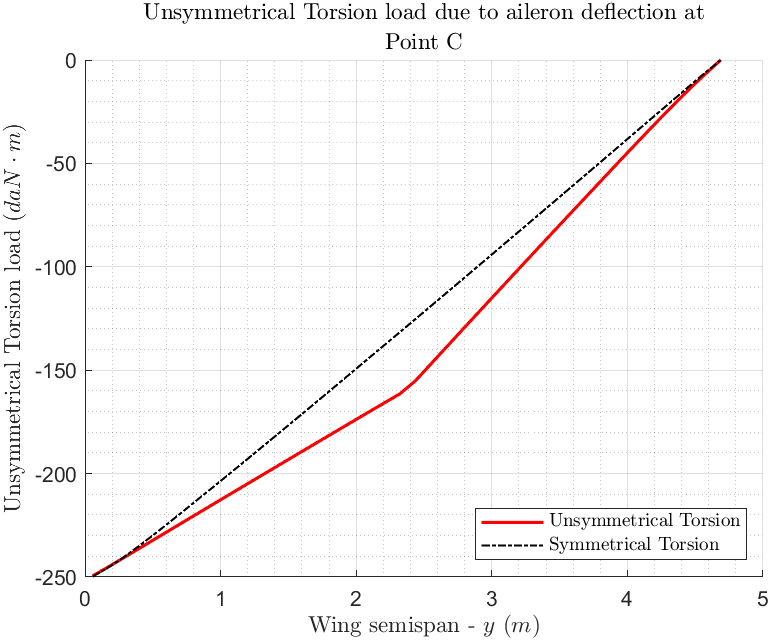 Unsymmetrical Torsion load due to aileron deflection at
Point C
Unsymmetrical Torsion load (daN · m)
0
-50
-100
-150
-200
-250
0 1 2 3 4 5
Wing semispan - y (m)
Unsymmetrical Torsion
Symmetrical Torsion